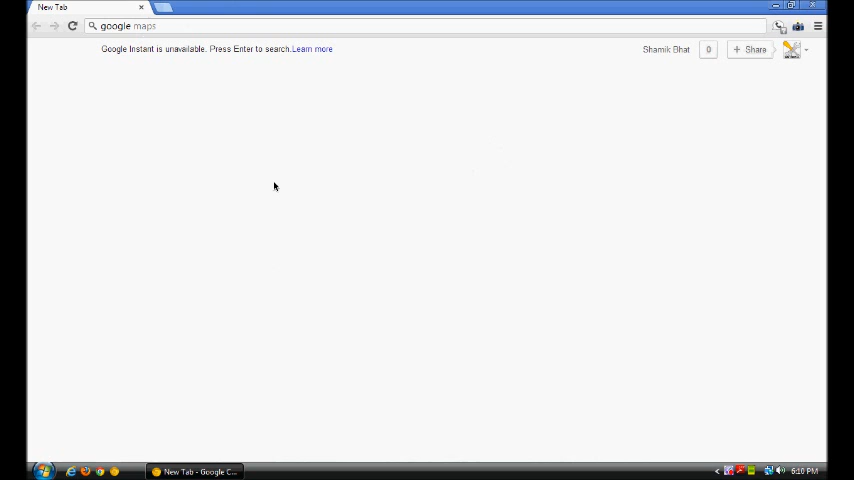 New Tab
google maps
Google Instant is unavailable. Press Enter to search. Learn more
Shamik Bhat
0
+ Share
New Tab - Google C...
6:10 PM